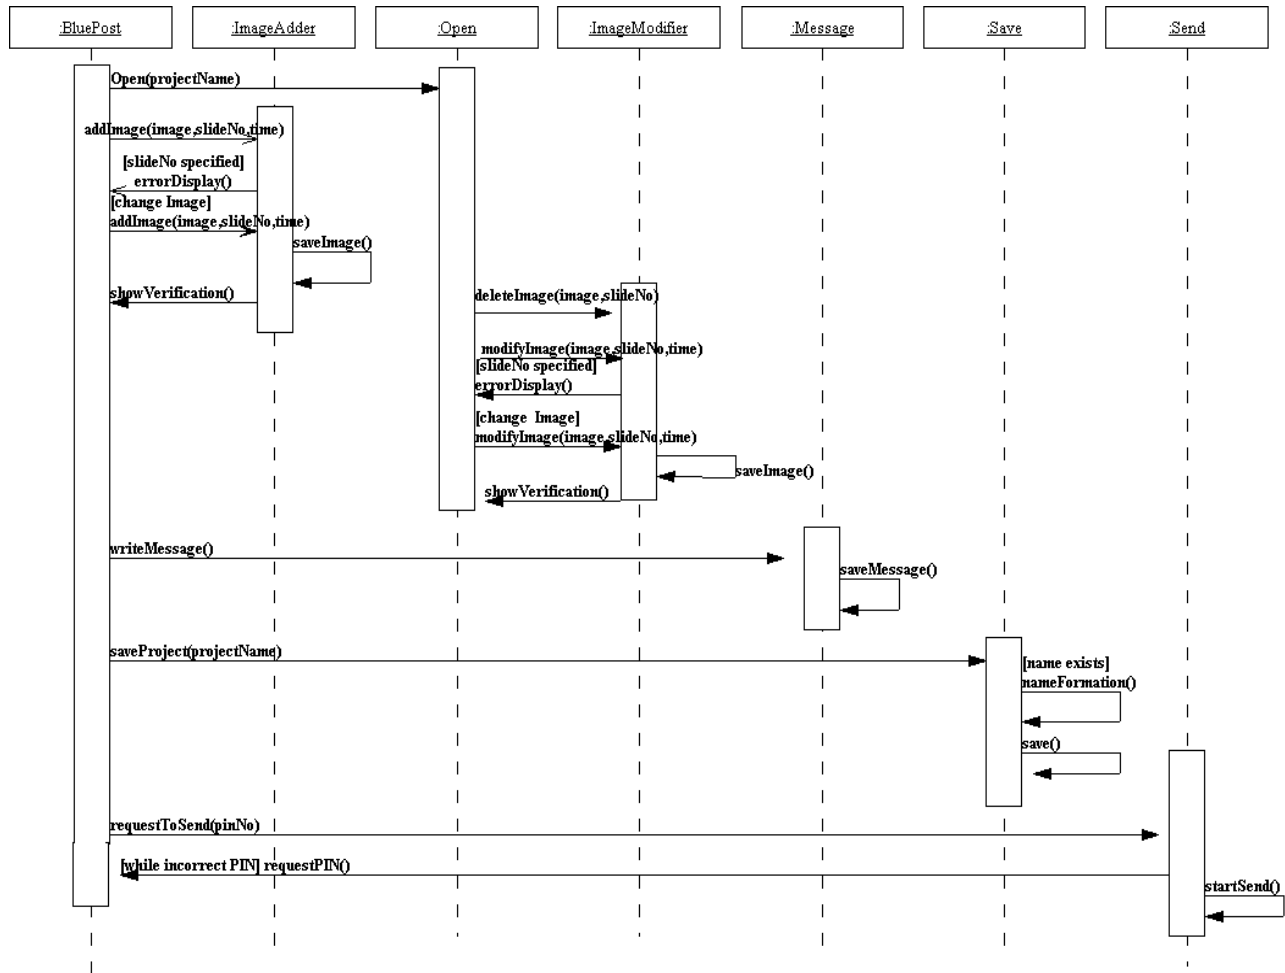 :BluePost
:ImageAdder
:Open
:ImageModifier
:Message
:Save
:Send
Open(projectName)
addImage(image,slideNo,time)
[slideNo specified]
errorDisplay()
[change Image]
addImage(image,slideNo,time)
saveImage()
showVerification()
deleteImage(image,slideNo)
modifyImage(image,slideNo,time)
[slideNo specified]
errorDisplay()
[change Image]
modifyImage(image,slideNo,time)
saveImage()
showVerification()
writeMessage()
saveMessage()
saveProject(projectName)
[name exists]
nameFormation()
save()
requestToSend(pinNo)
[while incorrect PIN] requestPIN()
startSend()